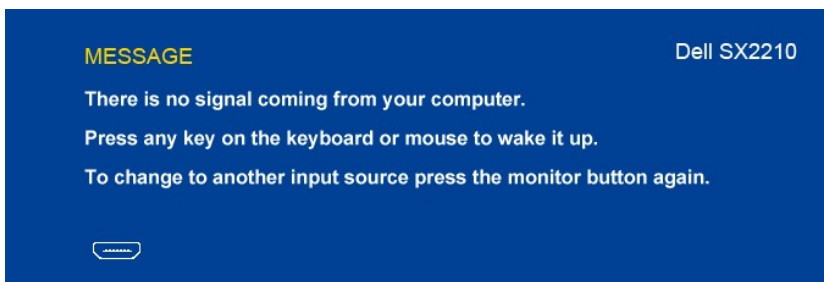 MESSAGE
Dell SX2210
There is no signal coming from your computer.
Press any key on the keyboard or mouse to wake it up.
To change to another input source press the monitor button again.